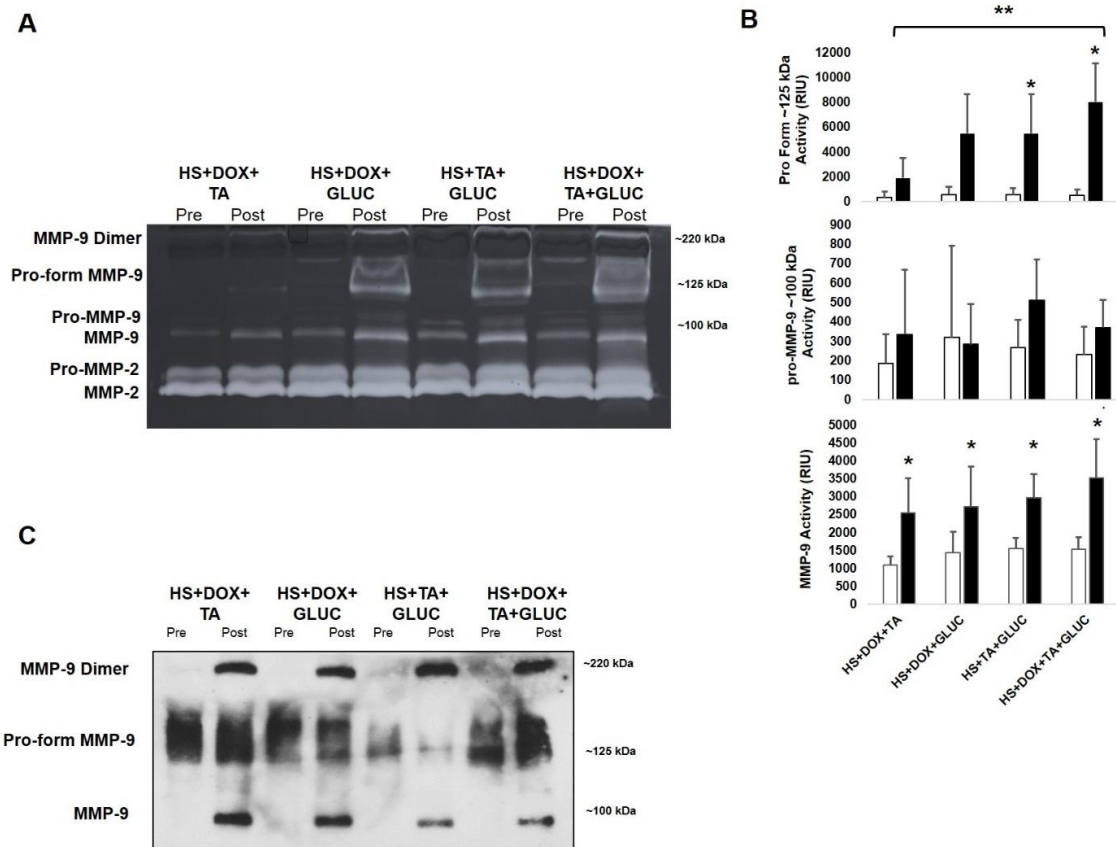 A
HS+DOX+
TA
HS+DOX+
GLUC
HS+TA+
GLUC
HS+DOX+
TA+GLUC
Pre Post Pre Post Pre Post Pre Post
MMP-9 Dimer
~220 kDa
Pro-form MMP-9
~125 kDa
Pro-MMP-9
~100 kDa
MMP-9
Pro-MMP-2
MMP-2
B
**
Pro Form ~125 kDa
Activity (RIU)
12000
10000
8000
6000
4000
2000
0
*
*
pro-MMP-9 ~100 kDa
Activity (RIU)
900
800
700
600
500
400
300
200
100
0
MMP-9 Activity (RIU)
5000
4500
4000
3500
3000
2500
2000
1500
1000
500
0
*
*
*
*
HS+DOX+TA
HS+DOX+GLUC
HS+TA+GLUC
HS+DOX+TA+GLUC
C
HS+DOX+
TA
HS+DOX+
GLUC
HS+TA+
GLUC
HS+DOX+
TA+GLUC
Pre Post Pre Post Pre Post Pre Post
MMP-9 Dimer
~220 kDa
Pro-form MMP-9
~125 kDa
MMP-9
~100 kDa